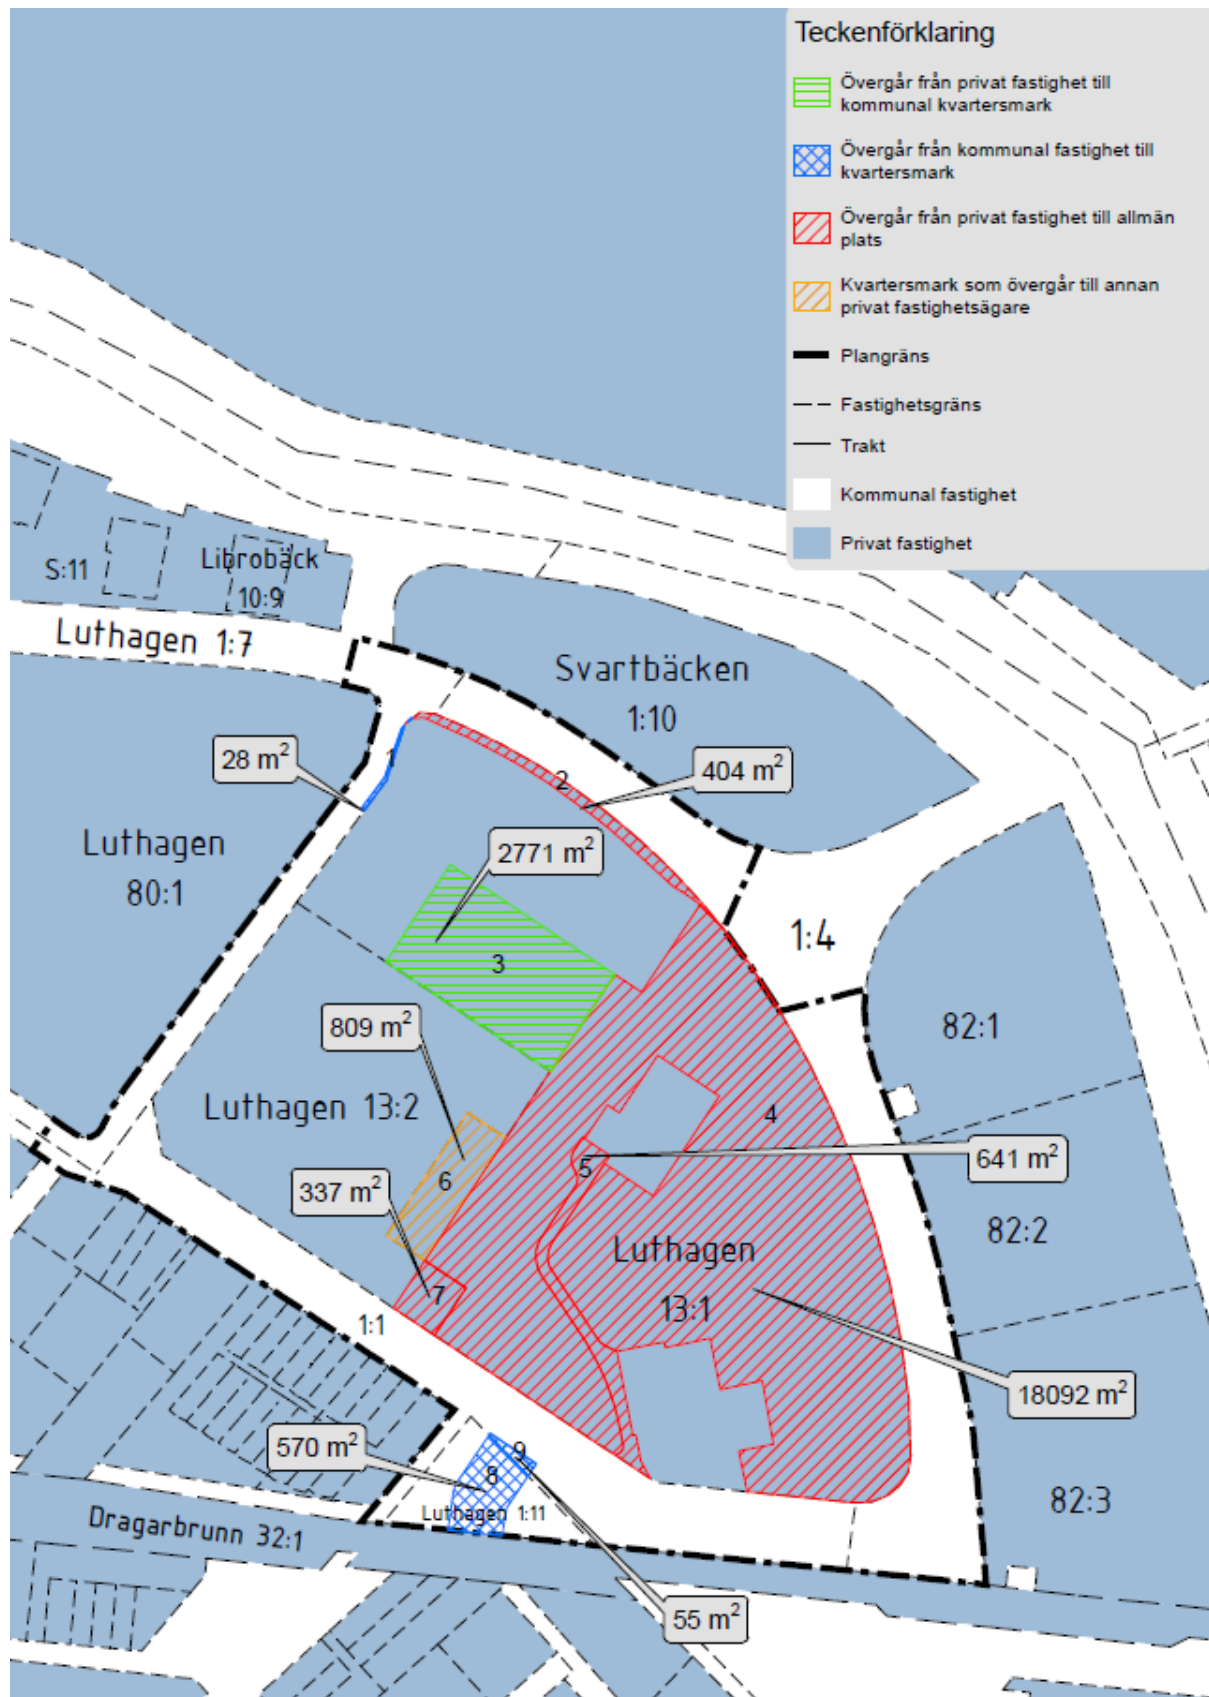 Teckenförklaring
Övergår från privat fastighet till
kommunal kvartersmark
Övergår från kommunal fastighet till
kvartersmark
Övergår från privat fastighet till allmän
plats
Kvartersmark som övergår till annan
privat fastighetsägare
Plangräns
Fastighetsgräns
Trakt
Kommunal fastighet
Privat fastighet
S:11
Librobäck
10:9
Luthagen 1:7
Svartbäcken
1:10
28 m²
1
2
404 m²
Luthagen
80:1
2771 m²
3
1:4
809 m²
82:1
Luthagen 13:2
4
337 m²
6
5
641 m²
82:2
Luthagen
13:1
7
1:1
18092 m²
570 m²
9
8
Luthagen 1:11
82:3
Dragarbrunn 32:1
55 m²